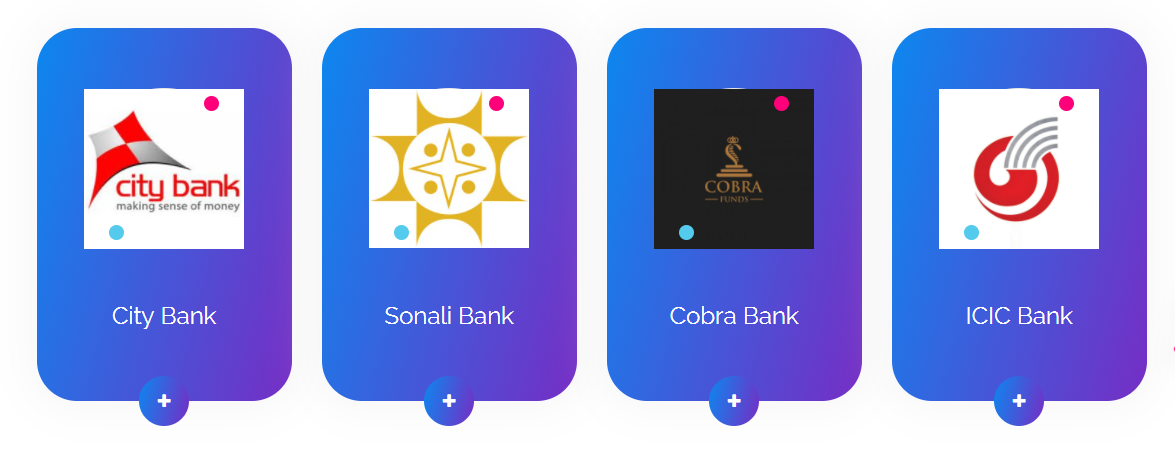 city bank
making sense of money
COBRA
FUNDS
City Bank
Sonali Bank
Cobra Bank
ICIC Bank
+
+
+
+